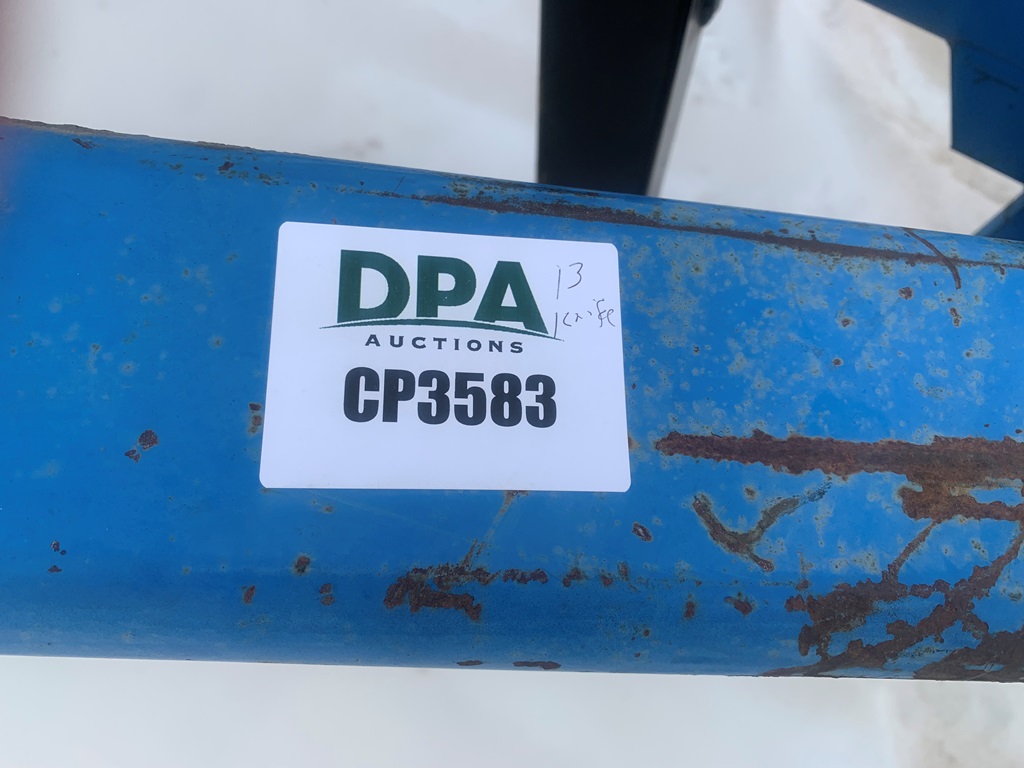 DPA
AUCTIONS
13
Knife
CP3583